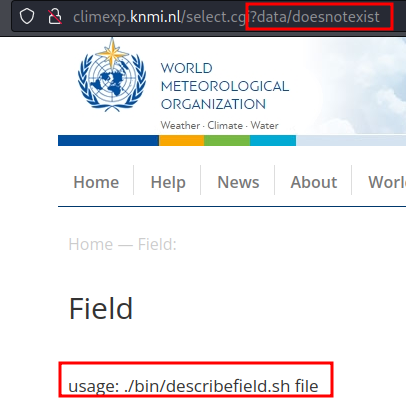 climexp.knmi.nl/select.cgi?data/doesnotexist
WORLD
METEOROLOGICAL
ORGANIZATION
Weather · Climate · Water
Home
Help
News
About
Worl
Home — Field:
Field
usage: ./bin/describefield.sh file